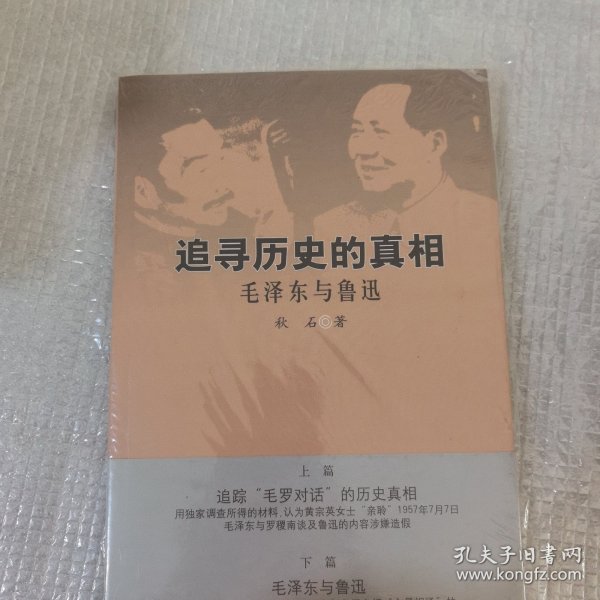 追寻历史的真相
毛泽东与鲁迅
秋 石◎著
上 篇
追踪“毛罗对话”的历史真相
用独家调查所得的材料,认为黄宗英女士“亲聆”1957年7月7日
毛泽东与罗稷南谈及鲁迅的内容涉嫌造假
下 篇
毛泽东与鲁迅
孔夫子旧书网
www.kongfz.com